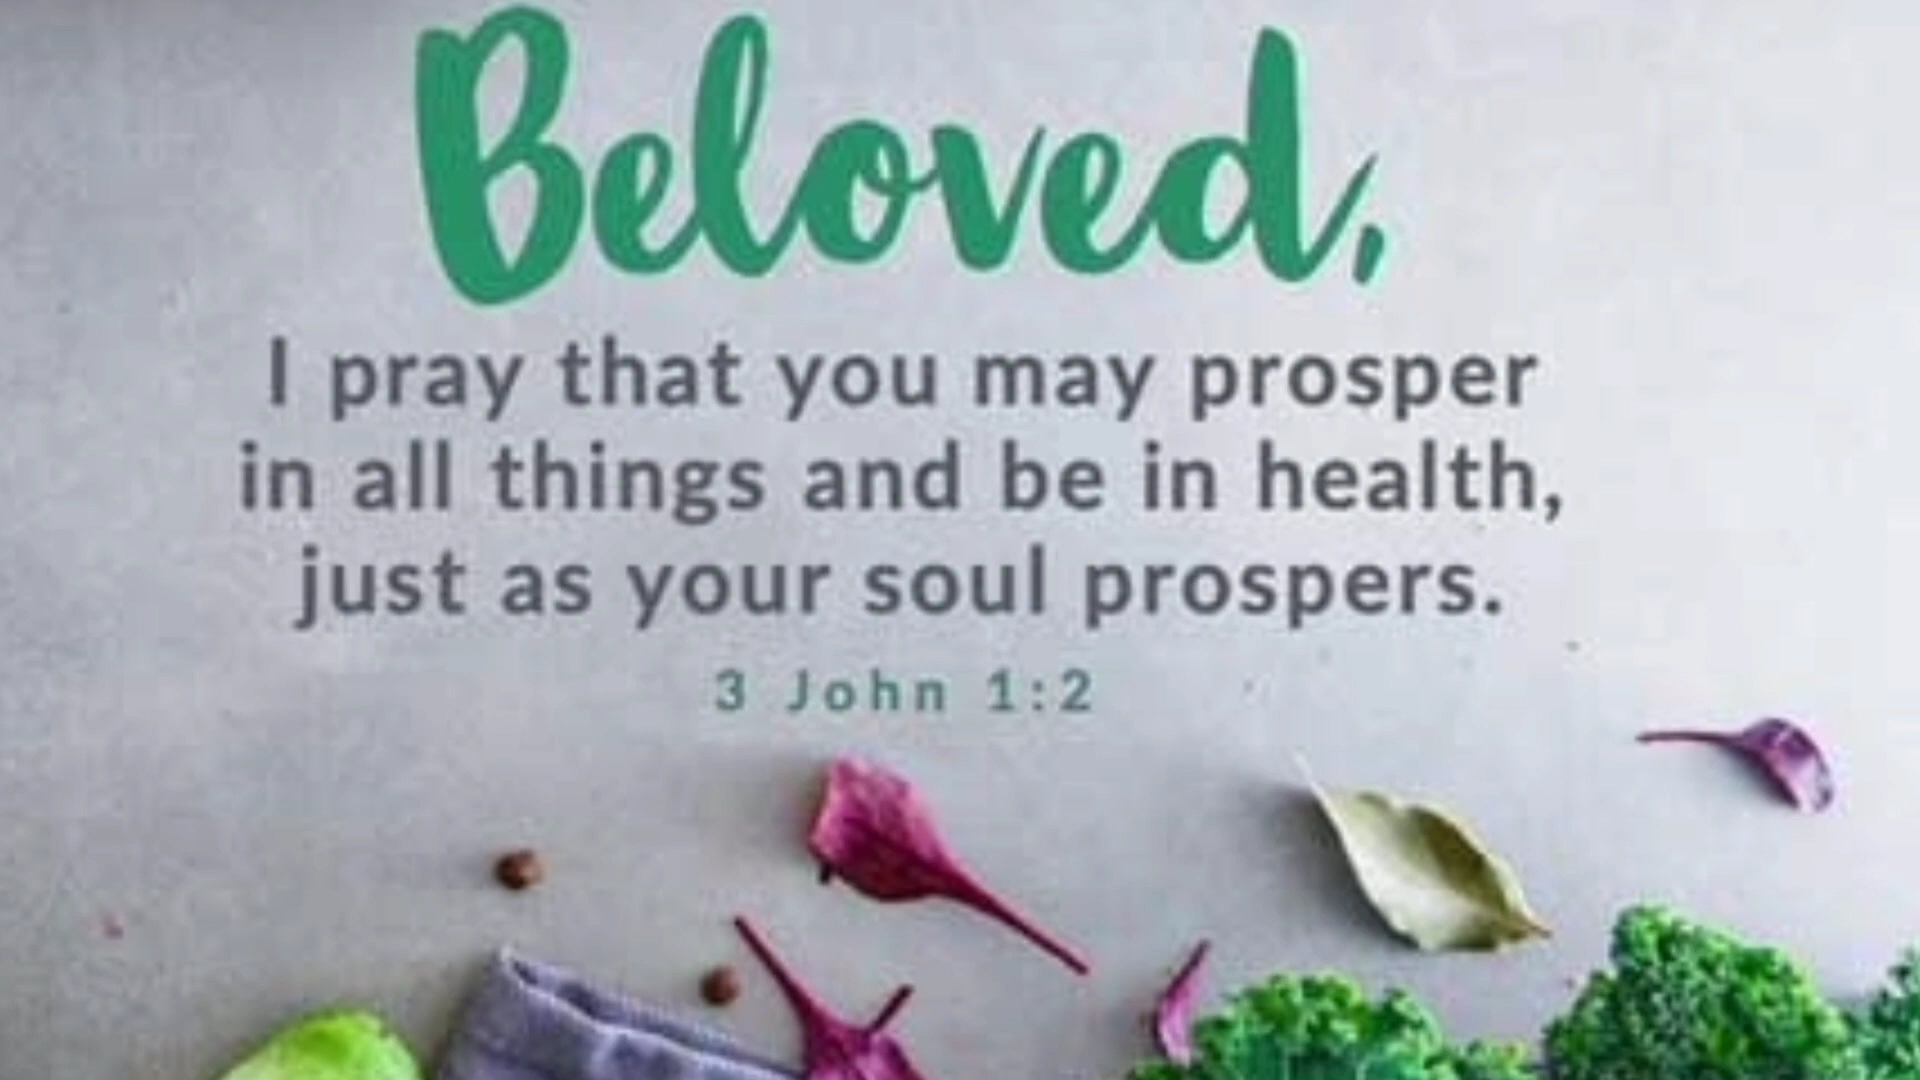 Beloved,
I pray that you may prosper
in all things and be in health,
just as your soul prospers.
3 John 1:2